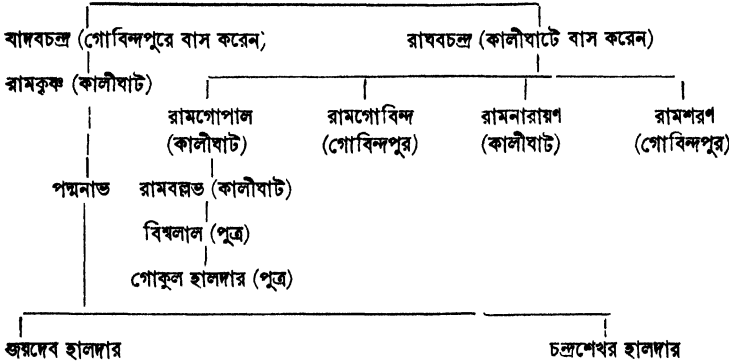 যাদবচন্দ্র (গোবিন্দপুরে বাস করেন; রাঘবচন্দ্র (কালীঘাটে বাস করেন)
রামকৃষ্ণ (কালীঘাট)
রামগোপাল রামগোবিন্দ রামনারায়ণ রামশরণ
(কালীঘাট) (গোবিন্দপুর) (কালীঘাট) (গোবিন্দপুর)
পদ্মনাভ রামবল্লভ (কালীঘাট)
বিশ্বলাল (পুত্র)
গোকুল হালদার (পুত্র)
জয়দেব হালদার চন্দ্রশেখর হালদার